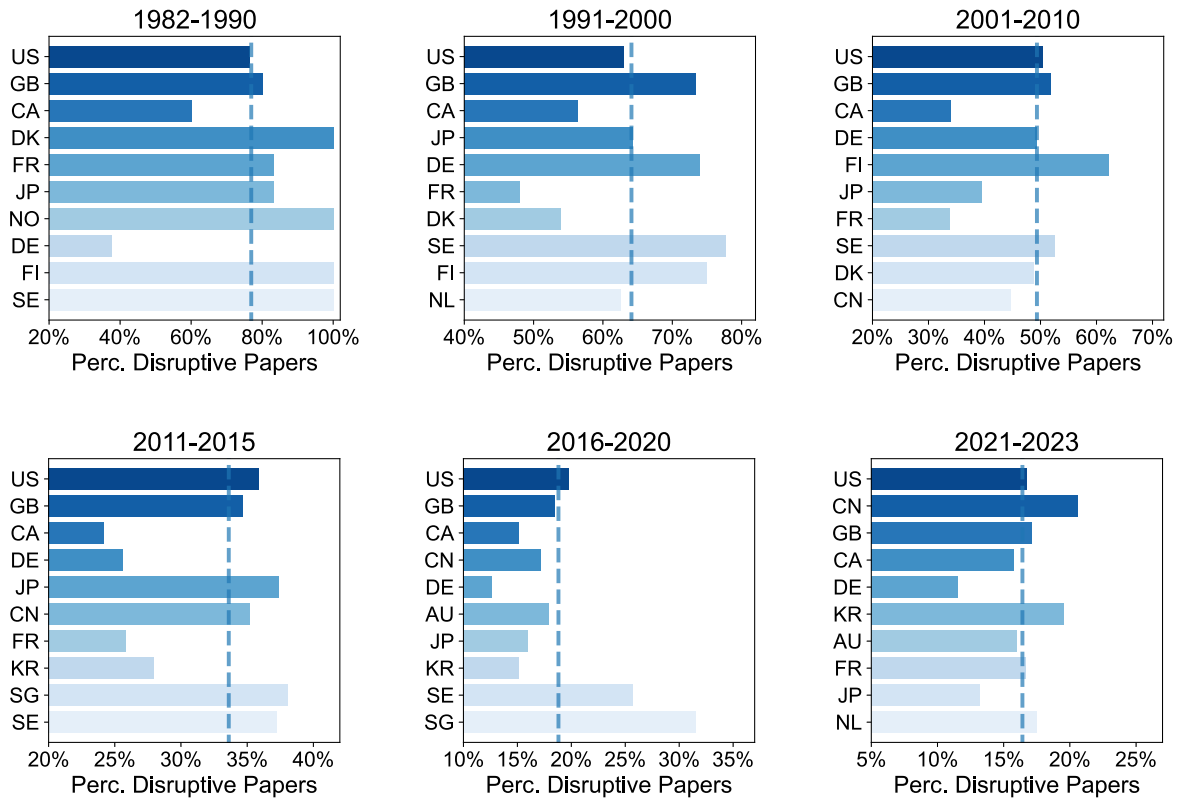 1982-1990
US
GB
CA
DK
FR
JP
NO
DE
FI
SE
20% 40% 60% 80% 100%
Perc. Disruptive Papers
1991-2000
US
GB
CA
JP
DE
FR
DK
SE
FI
NL
40% 50% 60% 70% 80%
Perc. Disruptive Papers
2001-2010
US
GB
CA
DE
FI
JP
FR
SE
DK
CN
20% 30% 40% 50% 60% 70%
Perc. Disruptive Papers
2011-2015
US
GB
CA
DE
JP
CN
FR
KR
SG
SE
20% 25% 30% 35% 40%
Perc. Disruptive Papers
2016-2020
US
GB
CA
CN
DE
AU
JP
KR
SE
SG
10% 15% 20% 25% 30% 35%
Perc. Disruptive Papers
2021-2023
US
CN
GB
CA
DE
KR
AU
FR
JP
NL
5% 10% 15% 20% 25%
Perc. Disruptive Papers